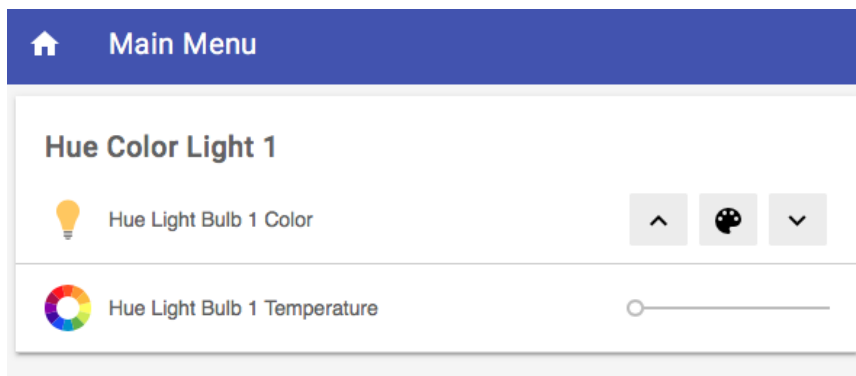 Main Menu
Hue Color Light 1
Hue Light Bulb 1 Color
Hue Light Bulb 1 Temperature